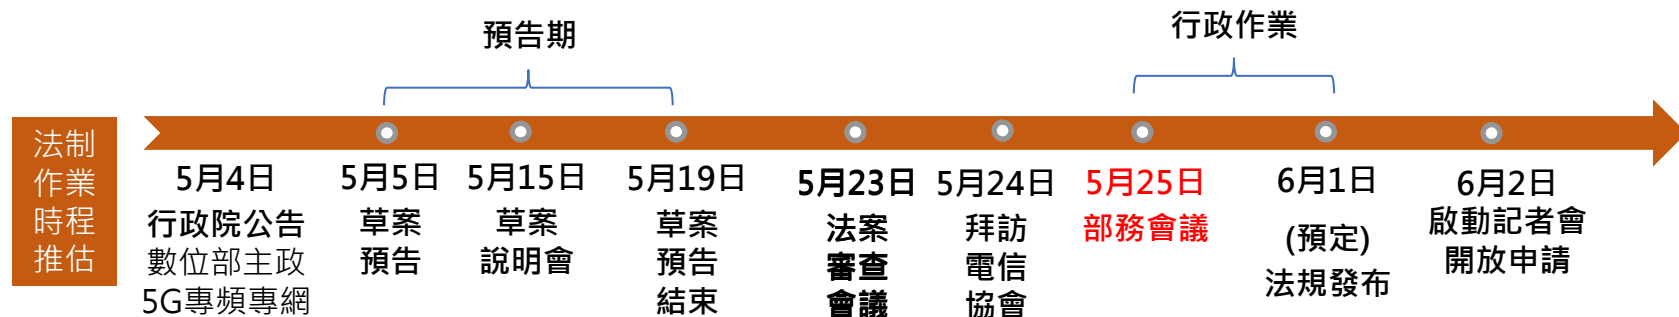 預告期
行政作業
法制
作業
時程
推估
5月4日
行政院公告
數位部主政
5G專頻專網
5月5日
草案
預告
5月15日
草案
說明會
5月19日
草案
預告
結束
5月23日
法案
審查
會議
5月24日
拜訪
電信
協會
5月25日
部務會議
6月1日
(預定)
法規發布
6月2日
啟動記者會
開放申請